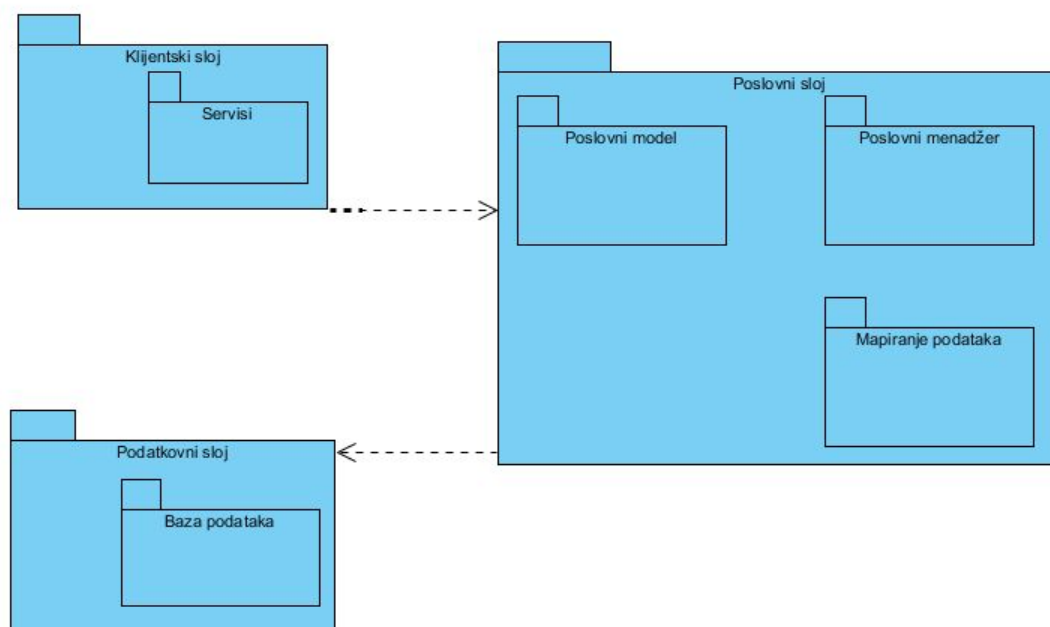 Klijentski sloj
Servisi
Poslovni sloj
Poslovni model
Poslovni menadžer
Mapiranje podataka
Podatkovni sloj
Baza podataka